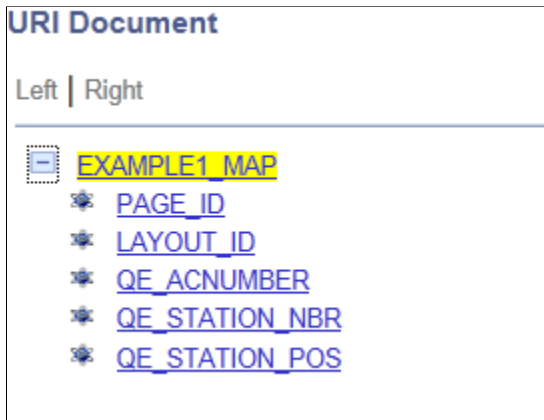 URI Document
Left | Right
EXAMPLE1_MAP
PAGE_ID
LAYOUT_ID
QE_ACNUMBER
QE_STATION_NBR
QE_STATION_POS